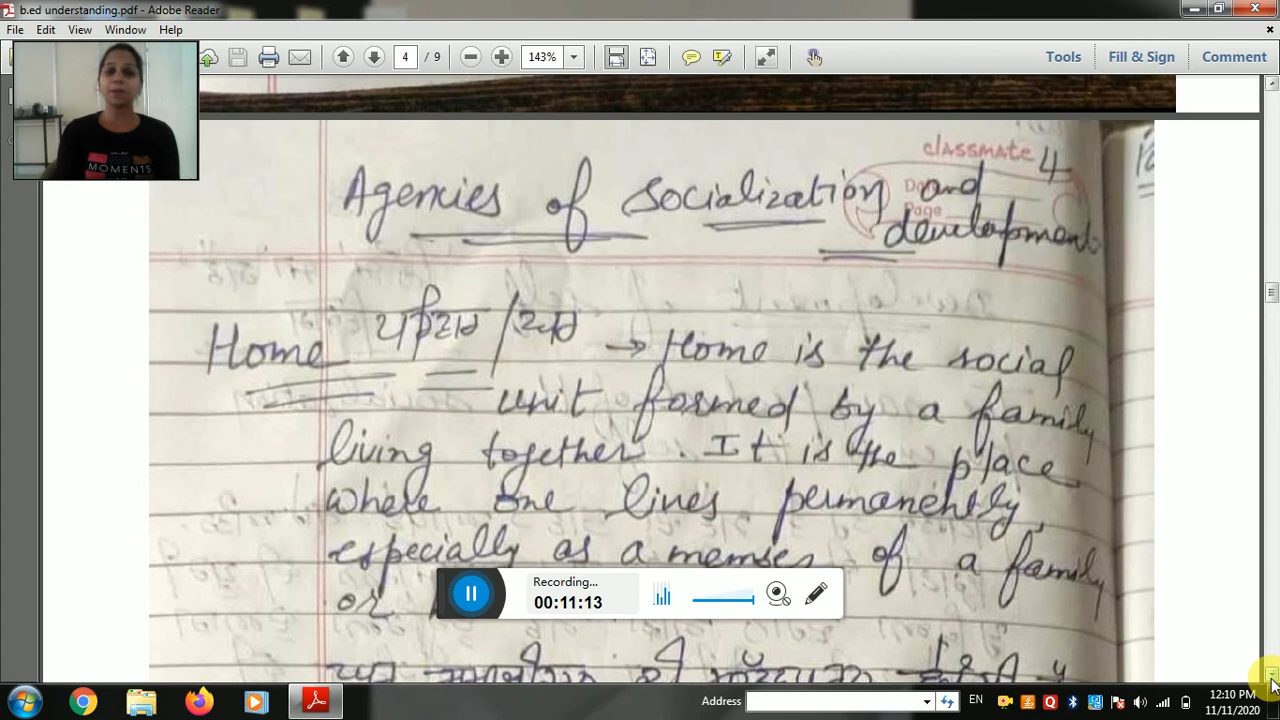 b.ed understanding.pdf - Adobe Reader
File Edit View Window Help
4 / 9 143% Tools Fill & Sign Comment
MOMENTS
classmate 4
Date
Page
Agencies of Socialization and
development
Home → Home is the social
unit formed by a family
living together. It is the place
where one lives permanently,
especially as a member of a family
or
Recording...
00:11:13
Address EN
12:10 PM
11/11/2020